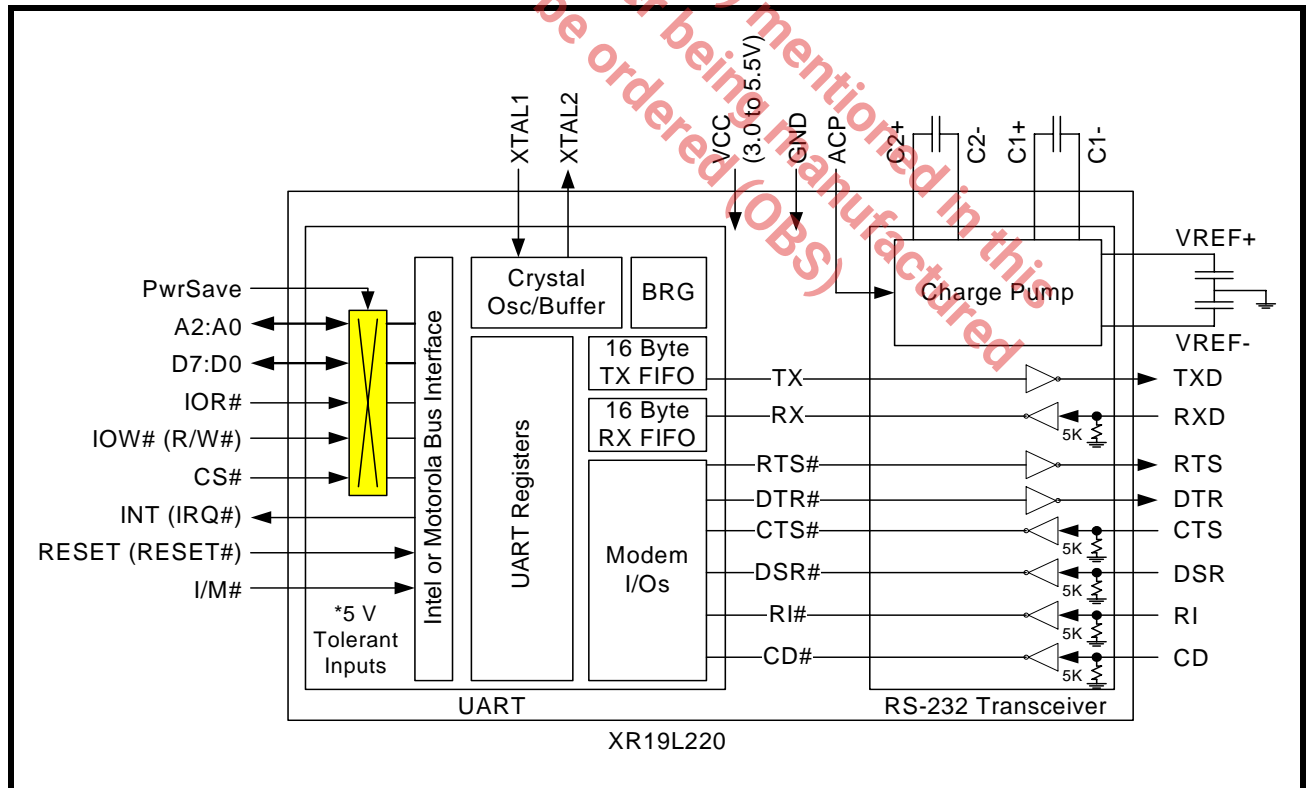 ) mentioned in this
r being manufactured
be ordered (OBS)
XTAL1
XTAL2
VCC
(3.0 to 5.5V)
GND
ACP
C2+
C2-
C1+
C1-
PwrSave
A2:A0
D7:D0
IOR#
IOW# (R/W#)
CS#
INT (IRQ#)
RESET (RESET#)
I/M#
*5 V
Tolerant
Inputs
Intel or Motorola Bus Interface
Crystal
Osc/Buffer
BRG
UART Registers
16 Byte
TX FIFO
16 Byte
RX FIFO
Modem
I/Os
Charge Pump
VREF+
VREF-
TX
TXD
RX
5K
RXD
RTS#
RTS
DTR#
DTR
CTS#
5K
CTS
DSR#
5K
DSR
RI#
5K
RI
CD#
5K
CD
UART
RS-232 Transceiver
XR19L220